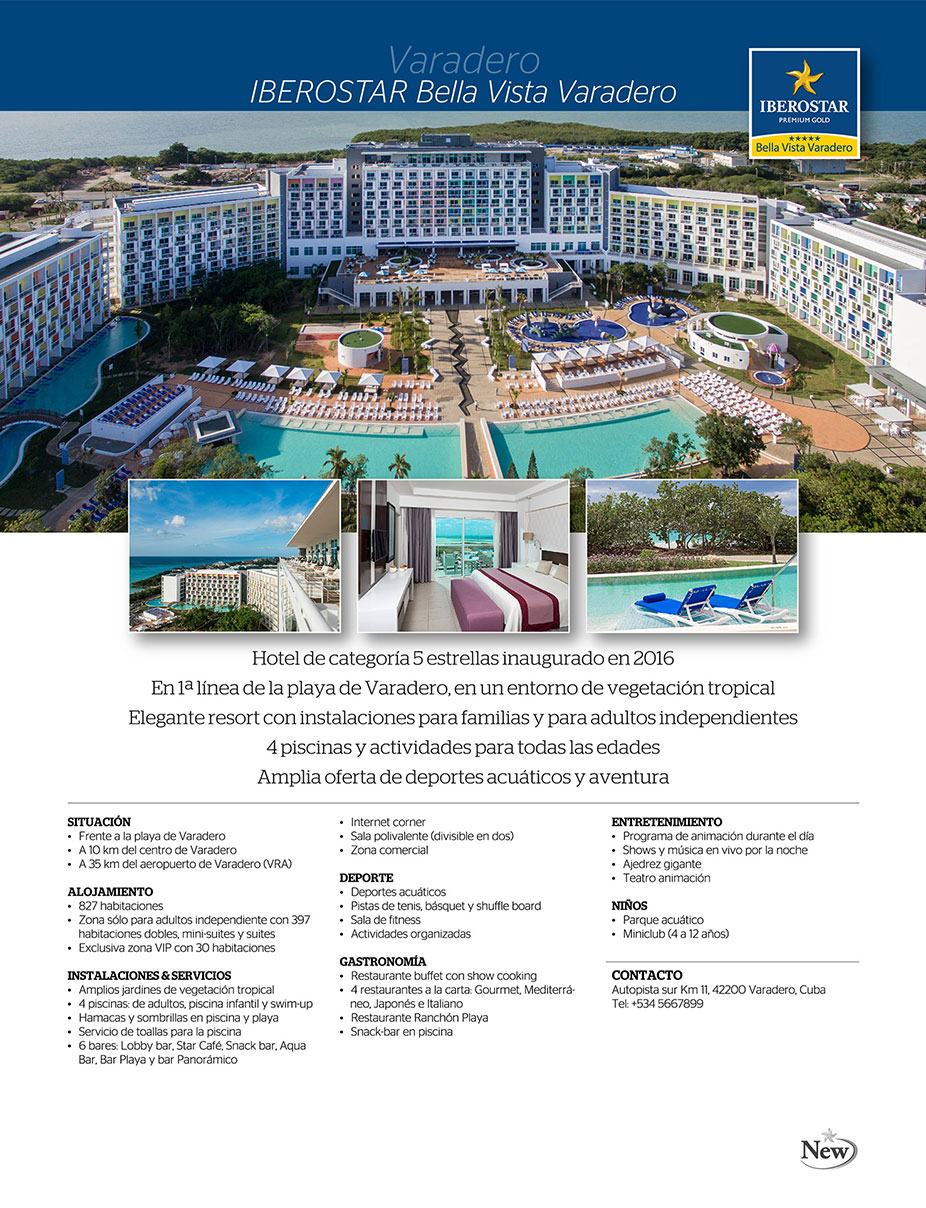 Varadero
IBEROSTAR Bella Vista Varadero
IBEROSTAR
PREMIUM GOLD
Bella Vista Varadero
Hotel de categoría 5 estrellas inaugurado en 2016
En 1ª línea de la playa de Varadero, en un entorno de vegetación tropical
Elegante resort con instalaciones para familias y para adultos independientes
4 piscinas y actividades para todas las edades
Amplia oferta de deportes acuáticos y aventura
SITUACIÓN
• Frente a la playa de Varadero
• A 10 km del centro de Varadero
• A 35 km del aeropuerto de Varadero (VRA)
ALOJAMIENTO
• 827 habitaciones
• Zona sólo para adultos independiente con 397
habitaciones dobles, mini-suites y suites
• Exclusiva zona VIP con 30 habitaciones
INSTALACIONES & SERVICIOS
• Amplios jardines de vegetación tropical
• 4 piscinas: de adultos, piscina infantil y swim-up
• Hamacas y sombrillas en piscina y playa
• Servicio de toallas para la piscina
• 6 bares: Lobby bar, Star Café, Snack bar, Aqua
Bar, Bar Playa y bar Panorámico
• Internet corner
• Sala polivalente (divisible en dos)
• Zona comercial
DEPORTE
• Deportes acuáticos
• Pistas de tenis, básquet y shuffle board
• Sala de fitness
• Actividades organizadas
GASTRONOMÍA
• Restaurante buffet con show cooking
• 4 restaurantes a la carta: Gourmet, Mediterrá-
neo, Japonés e Italiano
• Restaurante Ranchón Playa
• Snack-bar en piscina
ENTRETENIMIENTO
• Programa de animación durante el día
• Shows y música en vivo por la noche
• Ajedrez gigante
• Teatro animación
NIÑOS
• Parque acuático
• Miniclub (4 a 12 años)
CONTACTO
Autopista sur Km 11, 42200 Varadero, Cuba
Tel: +534 5667899
New